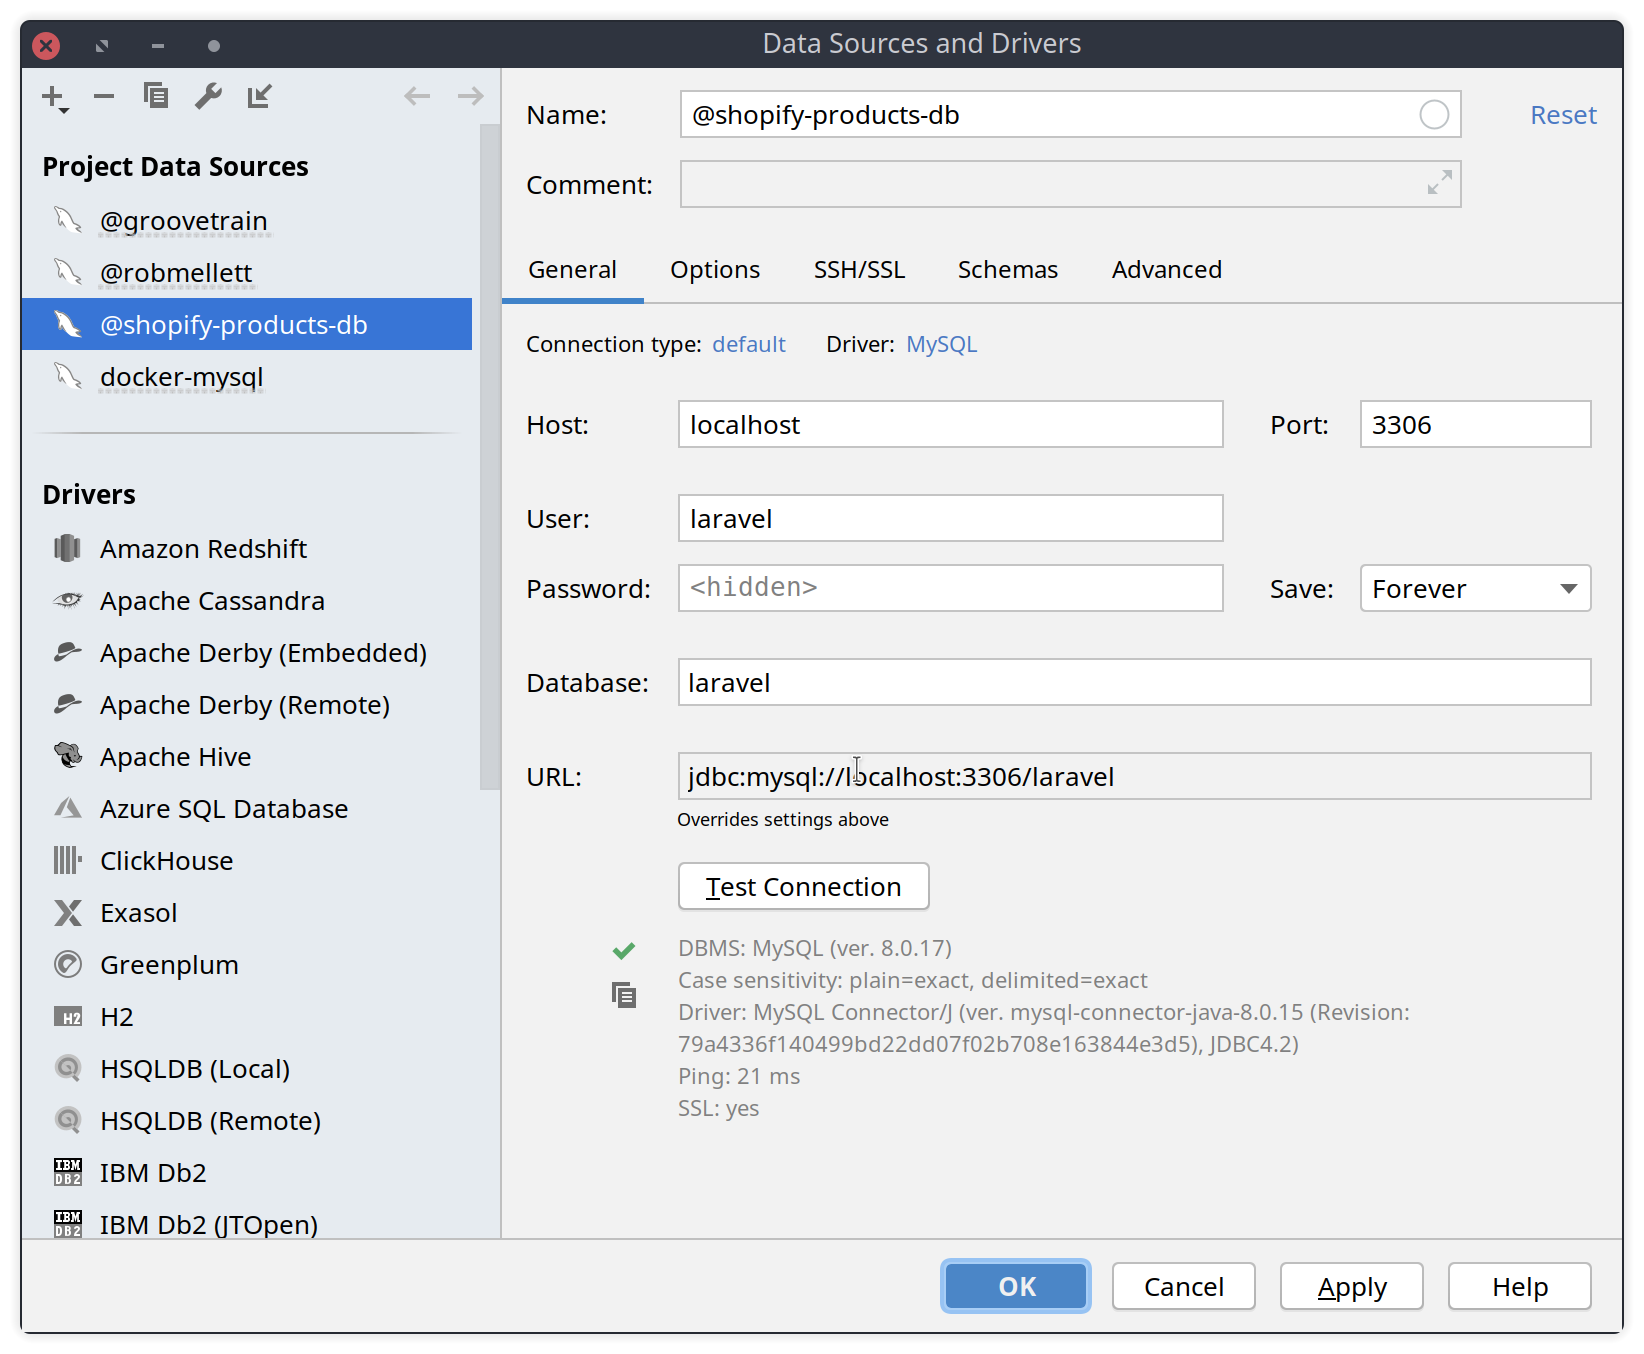 Data Sources and Drivers
Project Data Sources
@groovetrain
@robmellett
@shopify-products-db
docker-mysql
Drivers
Amazon Redshift
Apache Cassandra
Apache Derby (Embedded)
Apache Derby (Remote)
Apache Hive
Azure SQL Database
ClickHouse
Exasol
Greenplum
H2 H2
HSQLDB (Local)
HSQLDB (Remote)
IBM DB2 IBM Db2
IBM DB2 IBM Db2 (JTOpen)
Name: @shopify-products-db Reset
Comment:
General Options SSH/SSL Schemas Advanced
Connection type: default Driver: MySQL
Host: localhost Port: 3306
User: laravel
Password: <hidden> Save: Forever
Database: laravel
URL: jdbc:mysql://localhost:3306/laravel
Overrides settings above
Test Connection
DBMS: MySQL (ver. 8.0.17)
Case sensitivity: plain=exact, delimited=exact
Driver: MySQL Connector/J (ver. mysql-connector-java-8.0.15 (Revision:
79a4336f140499bd22dd07f02b708e163844e3d5), JDBC4.2)
Ping: 21 ms
SSL: yes
OK Cancel Apply Help